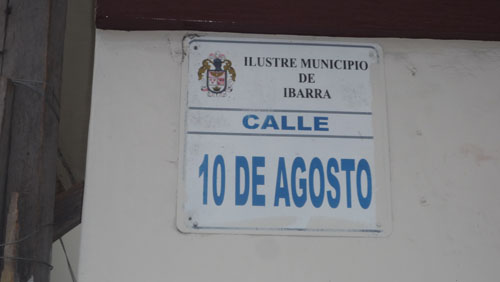 ILUSTRE MUNICIPIO
DE
IBARRA
CALLE
10 DE AGOSTO